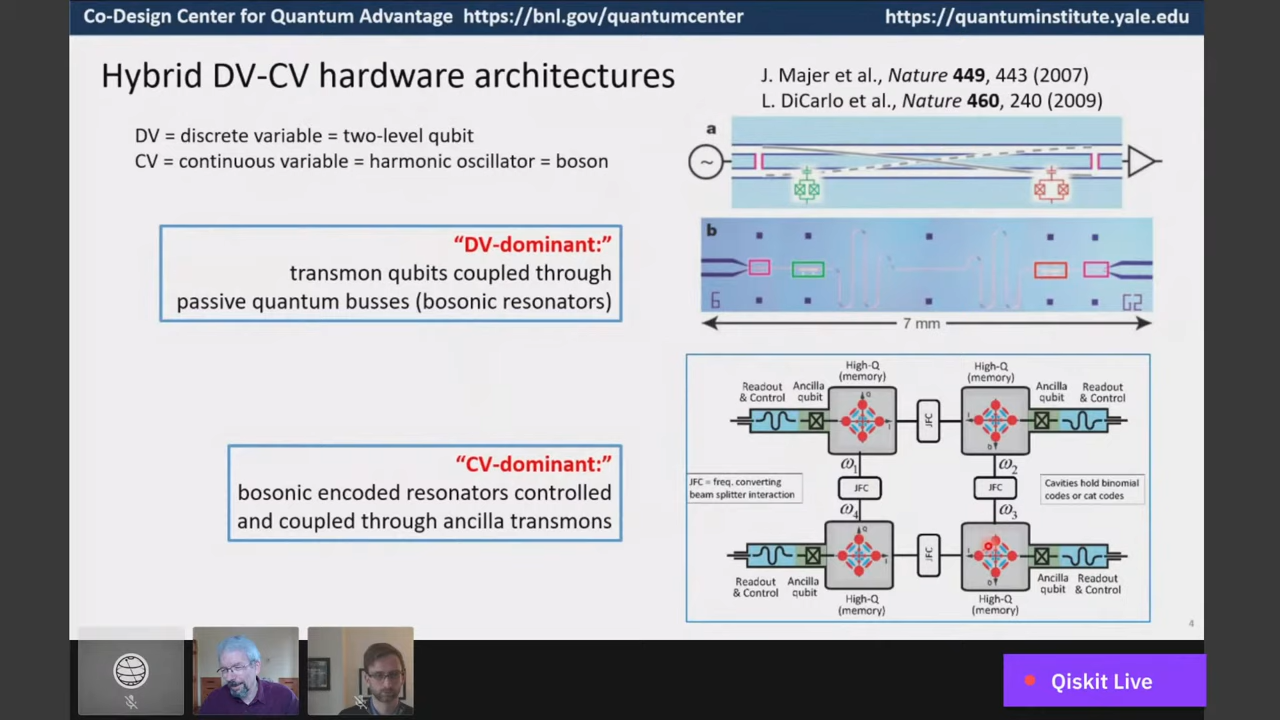 Co-Design Center for Quantum Advantage https://bnl.gov/quantumcenter
https://quantuminstitute.yale.edu
Hybrid DV-CV hardware architectures
J. Majer et al., Nature 449, 443 (2007)
L. DiCarlo et al., Nature 460, 240 (2009)
DV = discrete variable = two-level qubit
CV = continuous variable = harmonic oscillator = boson
a
~
“DV-dominant:”
transmon qubits coupled through
passive quantum busses (bosonic resonators)
b
6
G2
7 mm
High-Q
(memory)
High-Q
(memory)
Readout
& Control
Ancilla
qubit
Ancilla
qubit
Readout
& Control
JFC
ω1
ω2
JFC = freq. converting
beam splitter interaction
JFC
JFC
Cavities hold binomial
codes or cat codes
ω4
ω3
“CV-dominant:”
bosonic encoded resonators controlled
and coupled through ancilla transmons
JFC
Readout
& Control
Ancilla
qubit
Ancilla
qubit
Readout
& Control
High-Q
(memory)
High-Q
(memory)
4
Qiskit Live